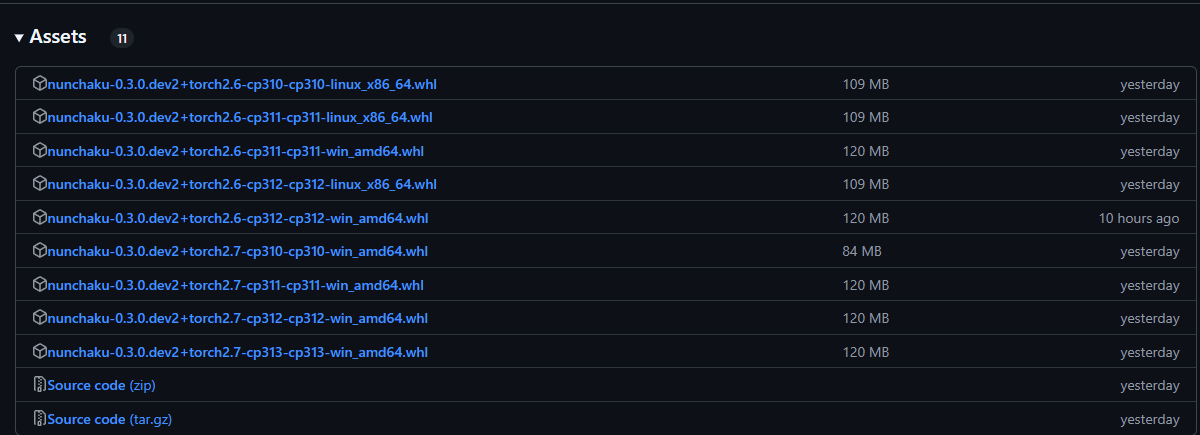 Assets 11
nunchaku-0.3.0.dev2+torch2.6-cp310-cp310-linux_x86_64.whl 109 MB yesterday
nunchaku-0.3.0.dev2+torch2.6-cp311-cp311-linux_x86_64.whl 109 MB yesterday
nunchaku-0.3.0.dev2+torch2.6-cp311-cp311-win_amd64.whl 120 MB yesterday
nunchaku-0.3.0.dev2+torch2.6-cp312-cp312-linux_x86_64.whl 109 MB yesterday
nunchaku-0.3.0.dev2+torch2.6-cp312-cp312-win_amd64.whl 120 MB 10 hours ago
nunchaku-0.3.0.dev2+torch2.7-cp310-cp310-win_amd64.whl 84 MB yesterday
nunchaku-0.3.0.dev2+torch2.7-cp311-cp311-win_amd64.whl 120 MB yesterday
nunchaku-0.3.0.dev2+torch2.7-cp312-cp312-win_amd64.whl 120 MB yesterday
nunchaku-0.3.0.dev2+torch2.7-cp313-cp313-win_amd64.whl 120 MB yesterday
Source code (zip) yesterday
Source code (tar.gz) yesterday